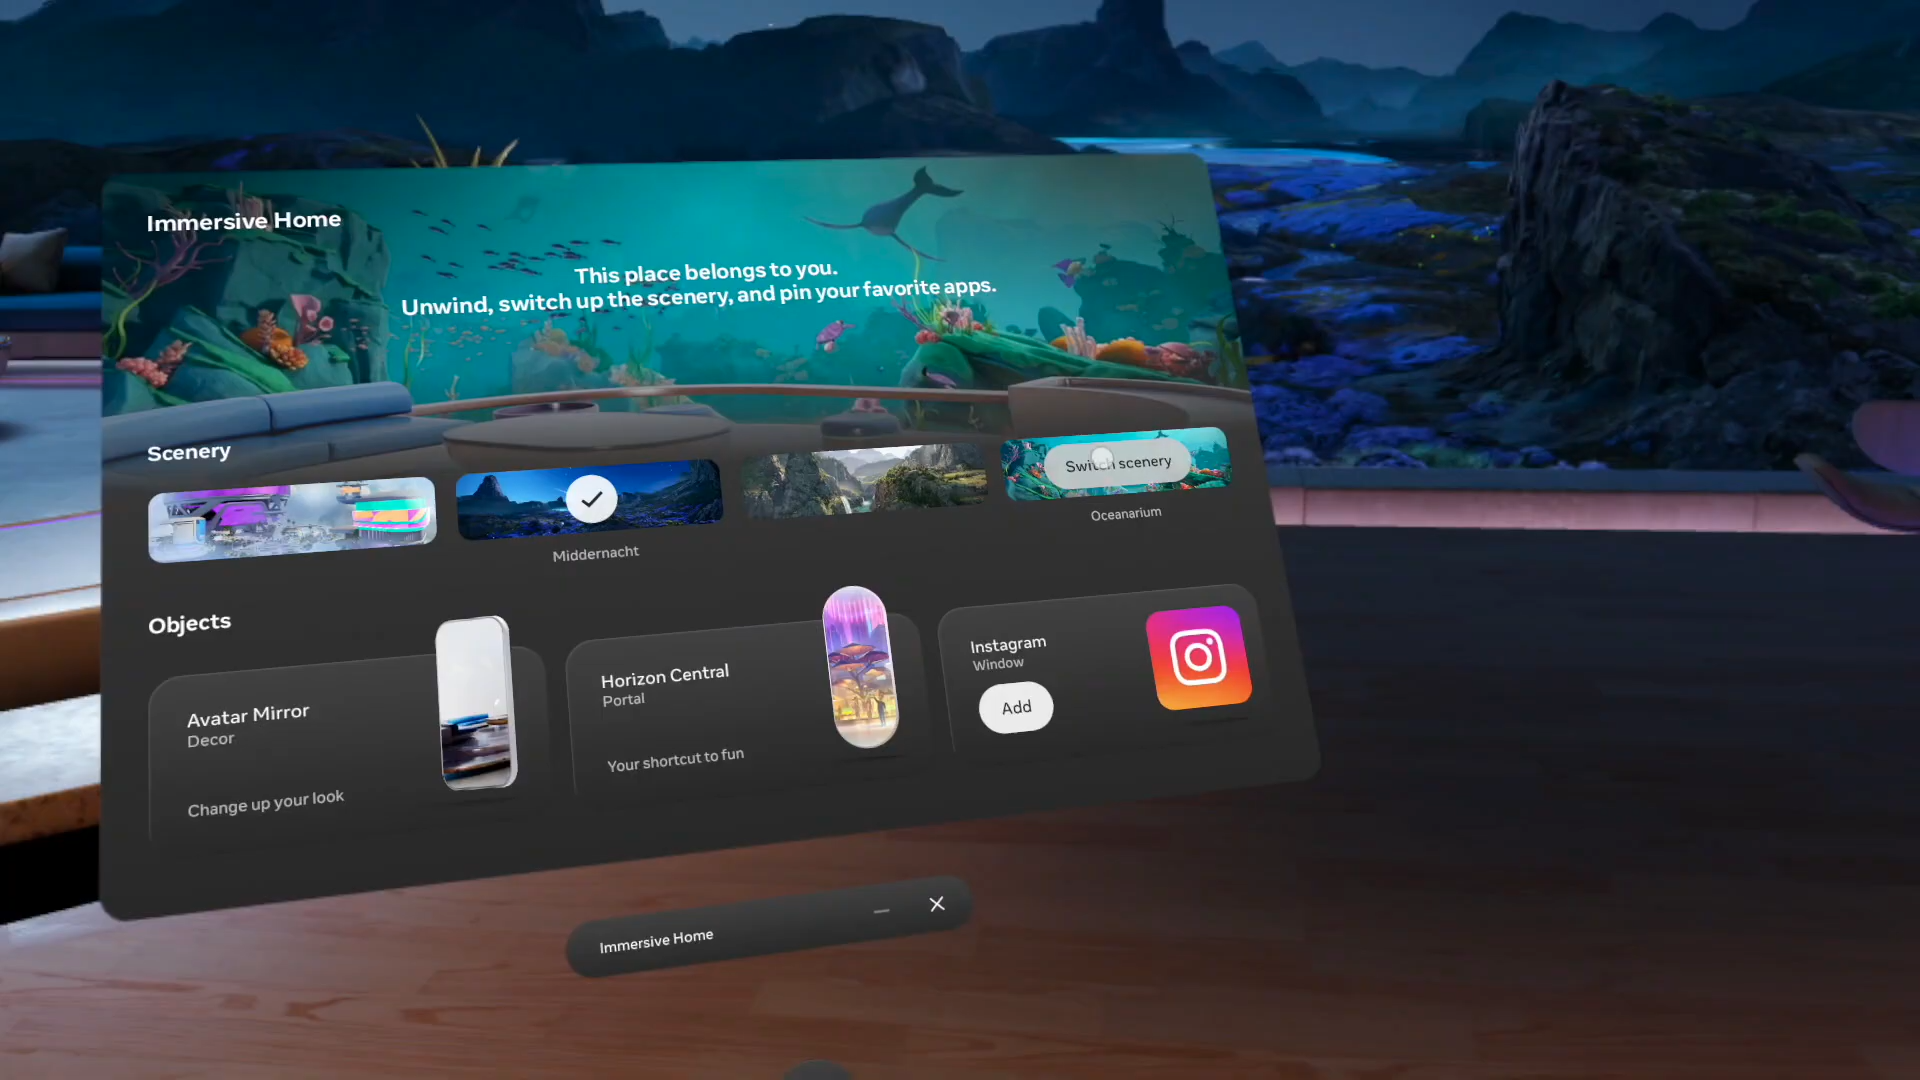 Immersive Home
This place belongs to you.
Unwind, switch up the scenery, and pin your favorite apps.
Scenery
Switch scenery
Middernacht
Oceanarium
Objects
Avatar Mirror
Decor
Change up your look
Horizon Central
Portal
Your shortcut to fun
Instagram
Window
Add
Immersive Home